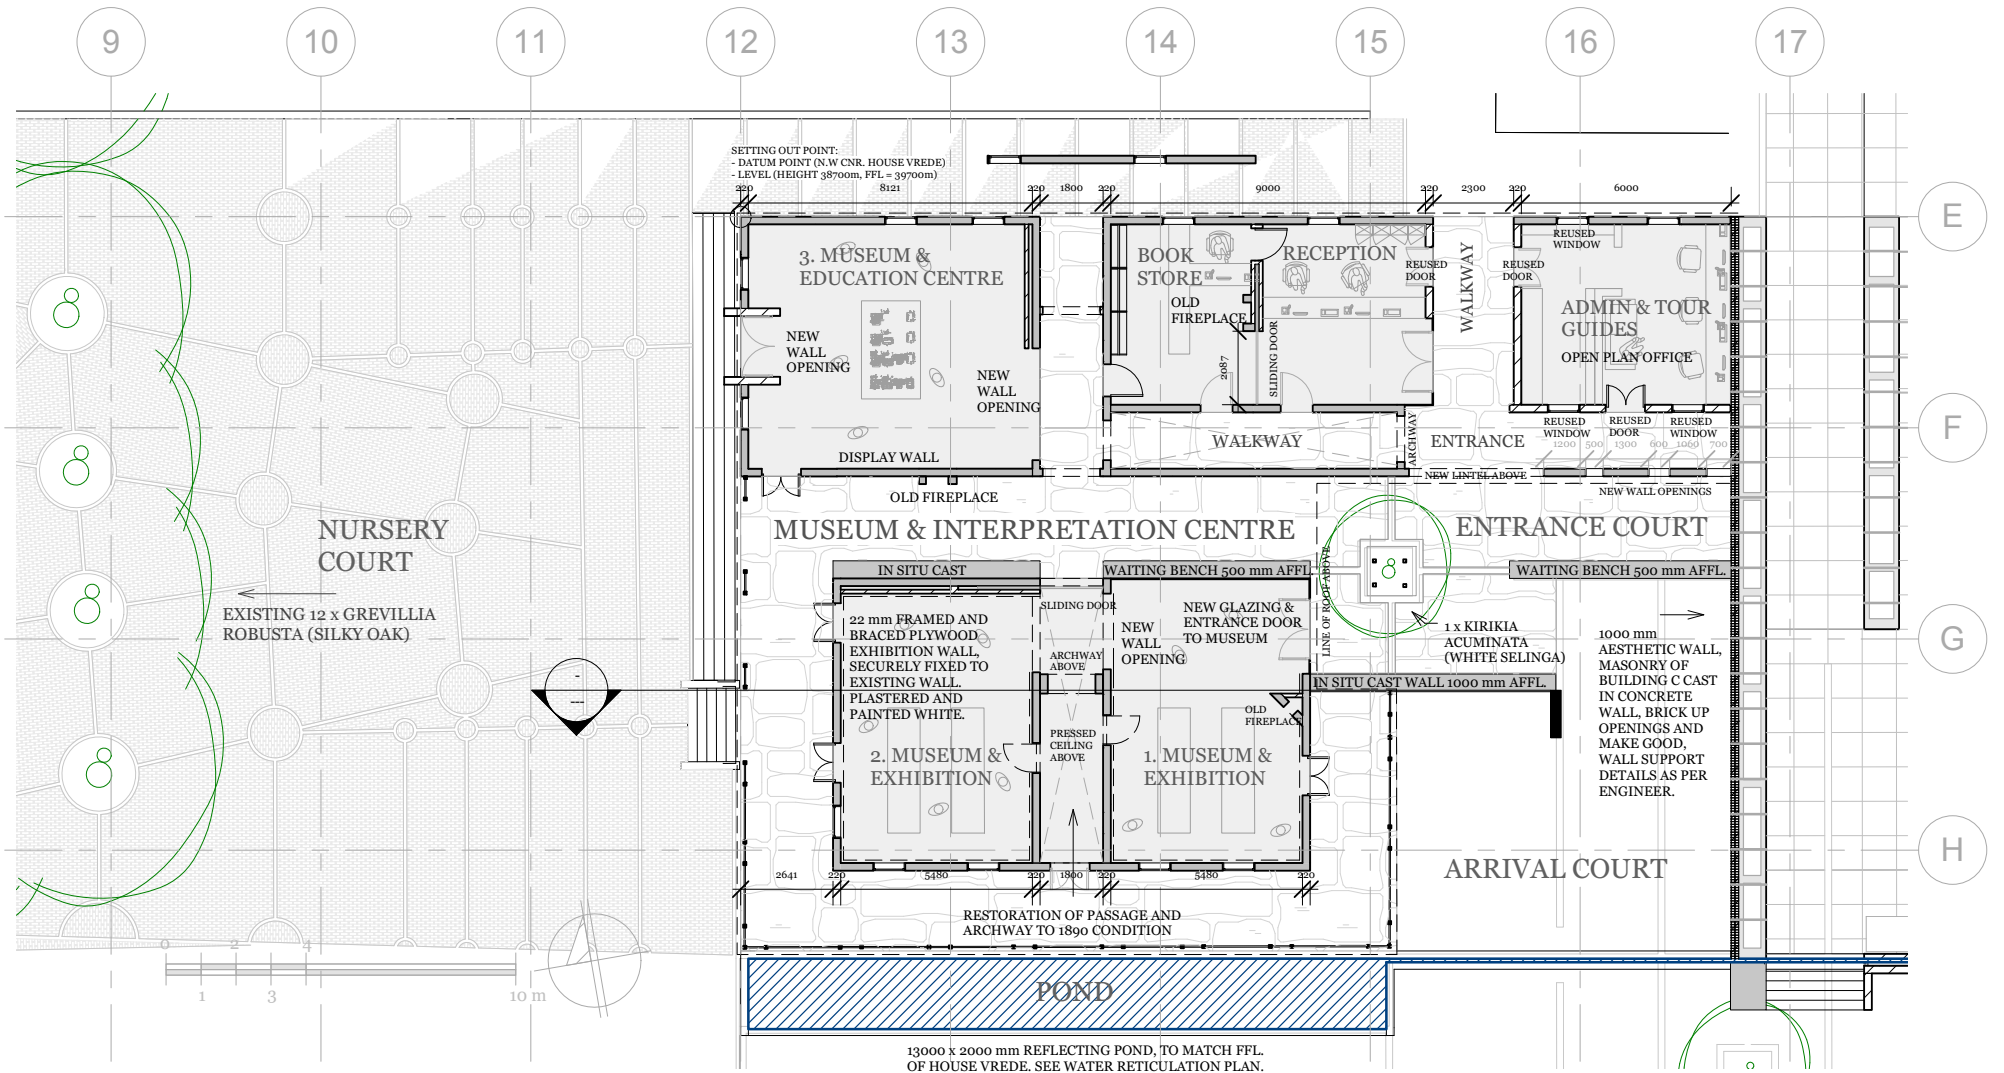 9 10 11 12 13 14 15 16 17
SETTING OUT POINT:
- DATUM POINT (N.W CNR. HOUSE VREDE)
- LEVEL (HEIGHT 38700m, FFL = 39700m)
220 8121 220 1800 220 9000 220 2300 220 6000
E
3. MUSEUM &
EDUCATION CENTRE
BOOK
STORE
RECEPTION
REUSED
DOOR
WALKWAY
REUSED
DOOR
REUSED
WINDOW
OLD
FIREPLACE
ADMIN & TOUR
GUIDES
OPEN PLAN OFFICE
NEW
WALL
OPENING
NEW
WALL
OPENING
2087
SLIDING DOOR
F
DISPLAY WALL
WALKWAY
ARCHWAY
ENTRANCE
REUSED
WINDOW
REUSED
DOOR
REUSED
WINDOW
1200 500 1300 600 1060 700
NEW LINTEL ABOVE
NEW WALL OPENINGS
OLD FIREPLACE
NURSERY
COURT
MUSEUM & INTERPRETATION CENTRE
ENTRANCE COURT
IN SITU CAST
WAITING BENCH 500 mm AFFL.
LINE OF ROOF ABOVE
WAITING BENCH 500 mm AFFL.
EXISTING 12 x GREVILLIA
ROBUSTA (SILKY OAK)
22 mm FRAMED AND
BRACED PLYWOOD
EXHIBITION WALL,
SECURELY FIXED TO
EXISTING WALL.
PLASTERED AND
PAINTED WHITE.
SLIDING DOOR
NEW
WALL
OPENING
NEW GLAZING &
ENTRANCE DOOR
TO MUSEUM
1 x KIRIKIA
ACUMINATA
(WHITE SELINGA)
G
1000 mm
AESTHETIC WALL,
MASONRY OF
BUILDING C CAST
IN CONCRETE
WALL, BRICK UP
OPENINGS AND
MAKE GOOD,
WALL SUPPORT
DETAILS AS PER
ENGINEER.
ARCHWAY
ABOVE
IN SITU CAST WALL 1000 mm AFFL.
-
---
OLD
FIREPLACE
PRESSED
CEILING
ABOVE
2. MUSEUM &
EXHIBITION
1. MUSEUM &
EXHIBITION
H
ARRIVAL COURT
2641 220 5480 220 1800 220 5480 220
RESTORATION OF PASSAGE AND
ARCHWAY TO 1890 CONDITION
0 2 4
1 3 10 m
POND
13000 x 2000 mm REFLECTING POND, TO MATCH FFL.
OF HOUSE VREDE. SEE WATER RETICULATION PLAN.